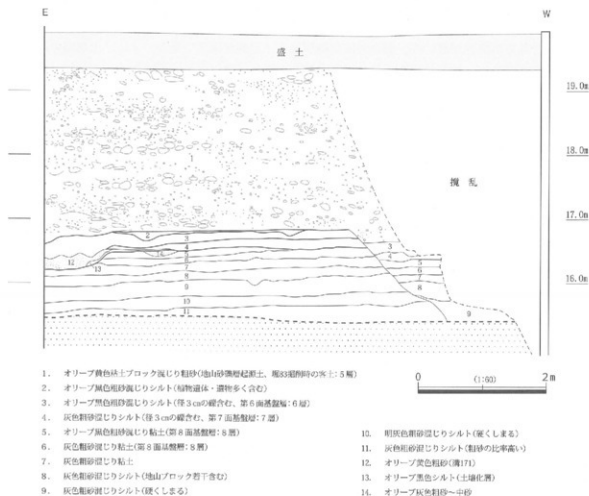 E
W
盛土
19.0m
18.0m
攪乱
17.0m
16.0m
0 (1:60) 2m
1. オリーブ黄色粘土ブロック混じり粗砂(地山砂礫層起源土、 掘削時の客土:5層)
2. オリーブ黒色粗砂混じりシルト(植物遺体・遺物多く含む)
3. オリーブ黒色粗砂混じりシルト(径3㎝の礫含む、第6面基盤層:6層)
4. 灰色粗砂混じりシルト(径3㎝の礫含む、第7面基盤層:7層)
5. オリーブ黒色粗砂混じり粘土(第8面基盤層:8層)
6. 灰色粗砂混じり粘土(第8面基盤層:8層)
7. 灰色粗砂混じり粘土
8. 灰色粗砂混じりシルト(地山ブロック若干含む)
9. 灰色粗砂混じりシルト(硬くしまる)
10. 明灰色粗砂混じりシルト(硬くしまる)
11. 灰色粗砂混じりシルト(粗砂の比率高い)
12. オリーブ黄色粗砂(溝171)
13. オリーブ黒色シルト(土壌化層)
14. オリーブ灰色粗砂~中砂